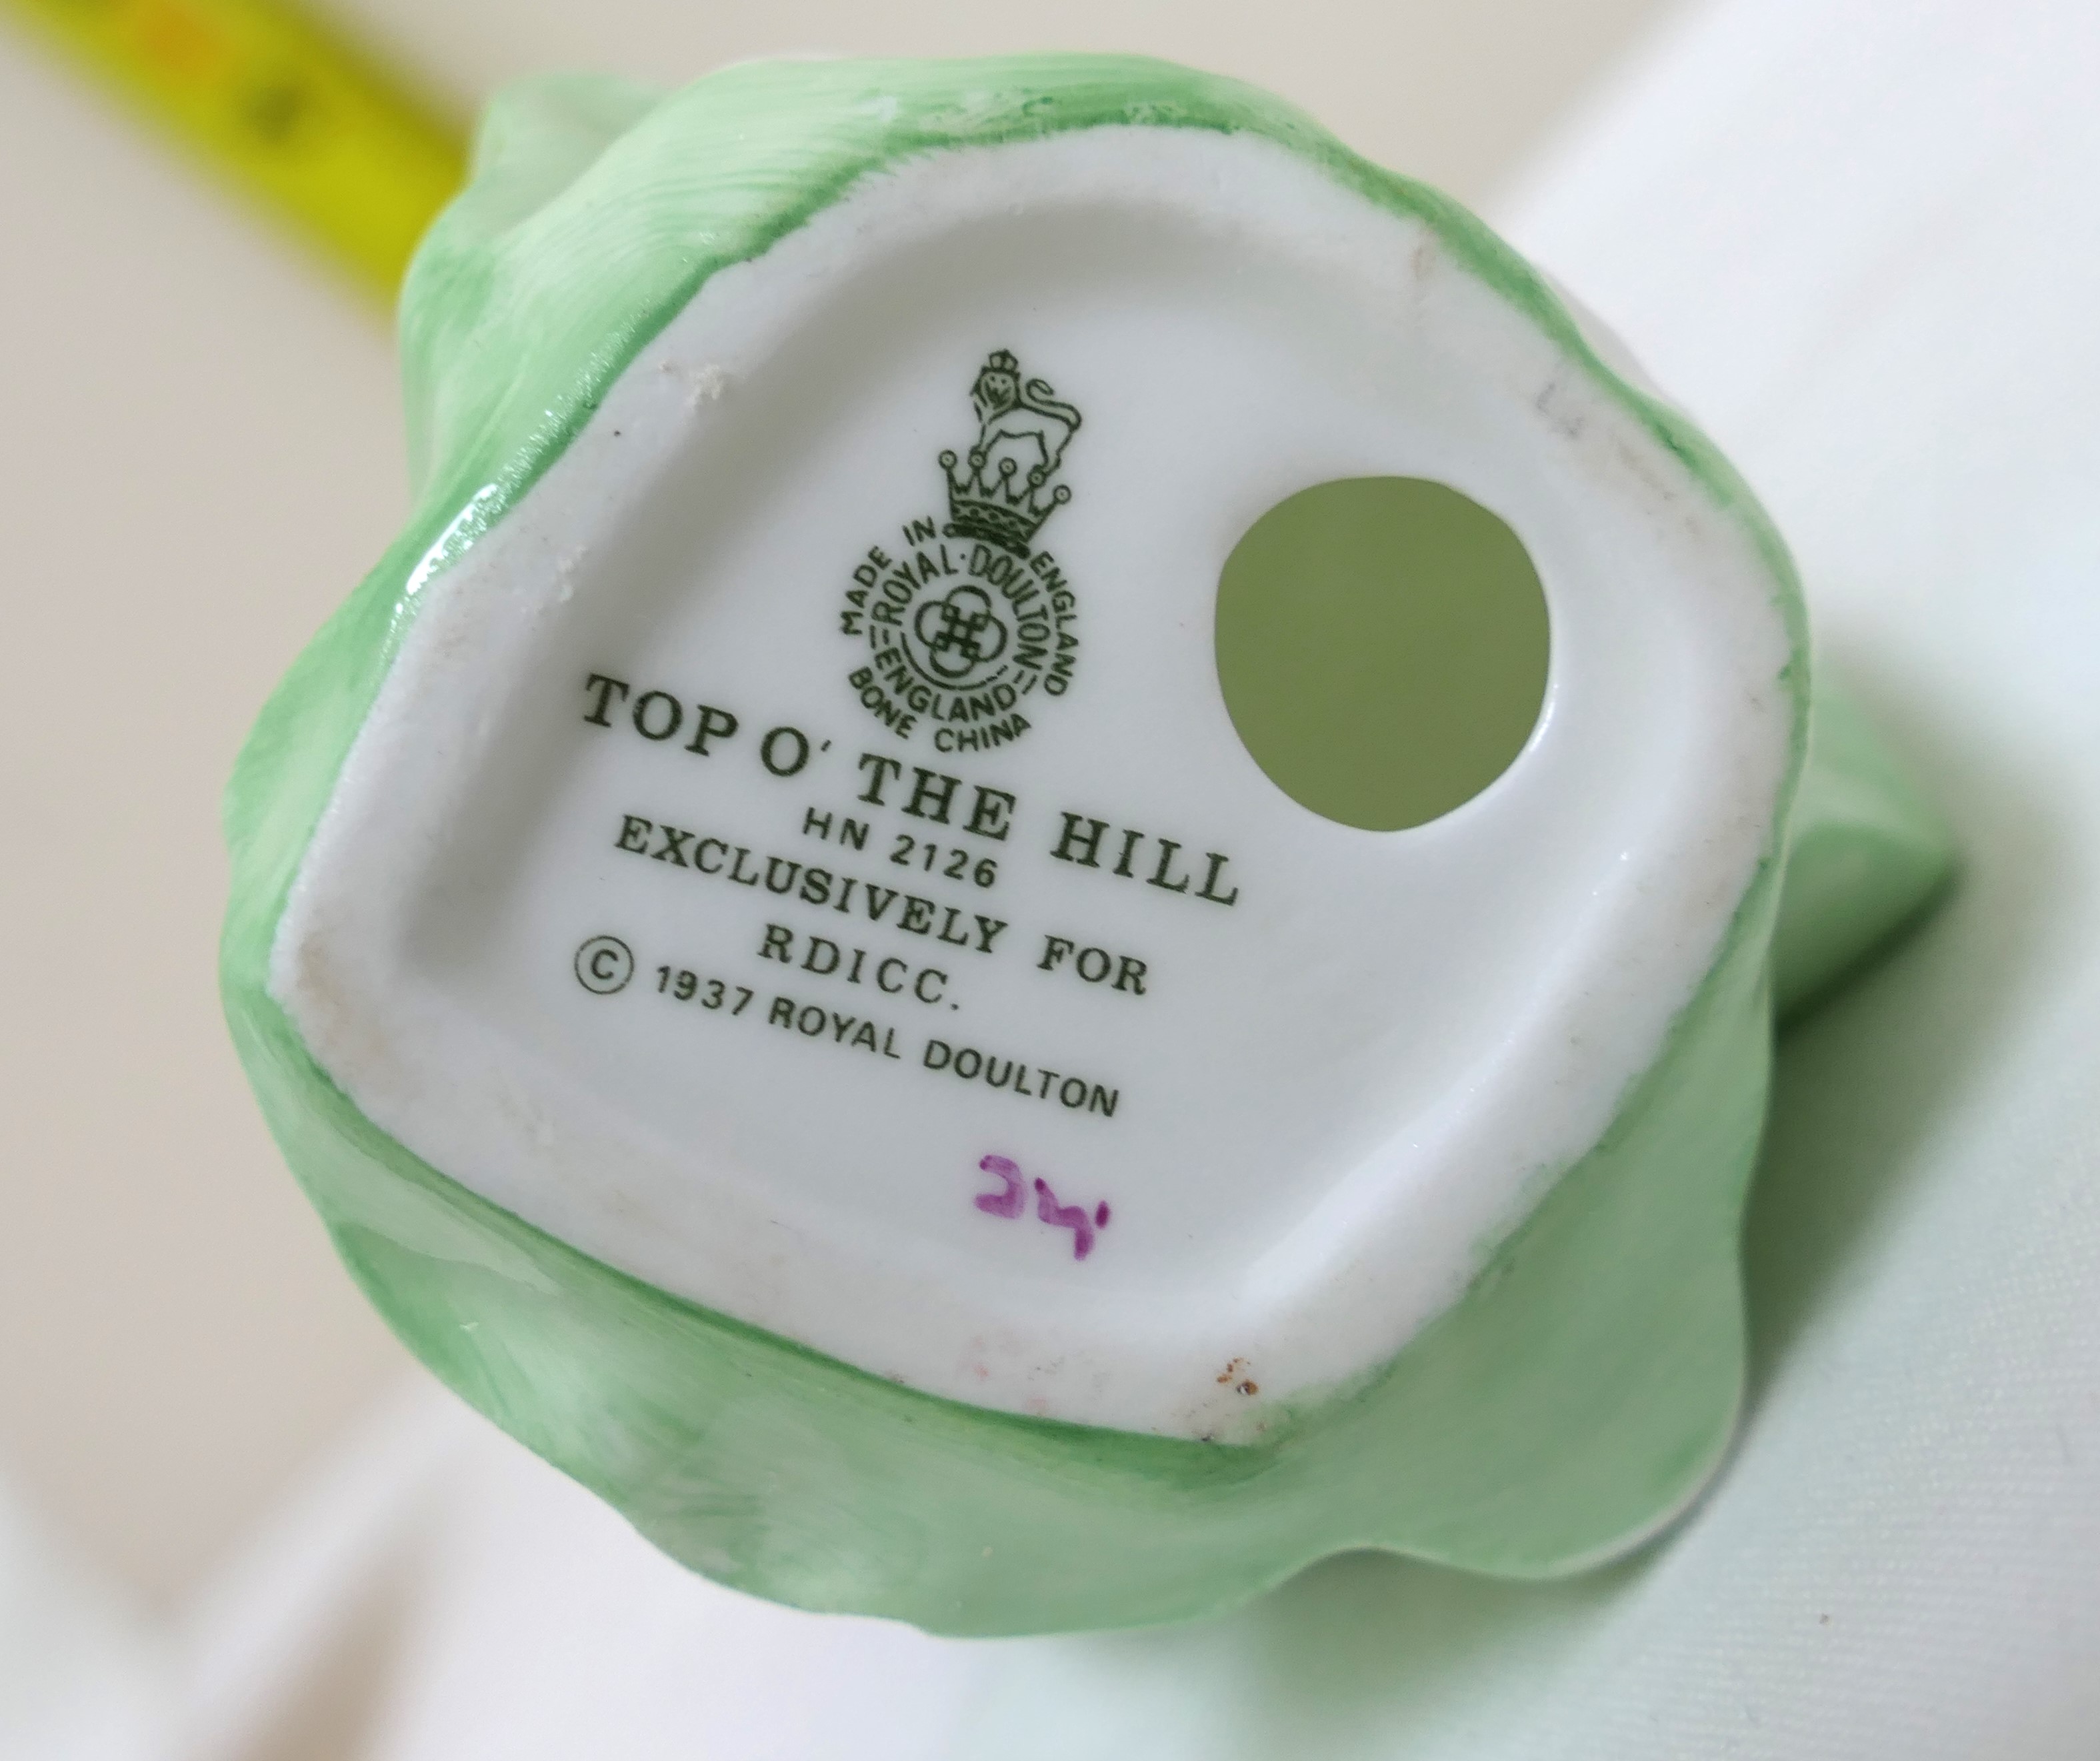 MADE IN ENGLAND
ROYAL·DOULTON
ENGLAND
BONE CHINA
TOP O' THE HILL
HN 2126
EXCLUSIVELY FOR
RDICC.
© 1937 ROYAL DOULTON